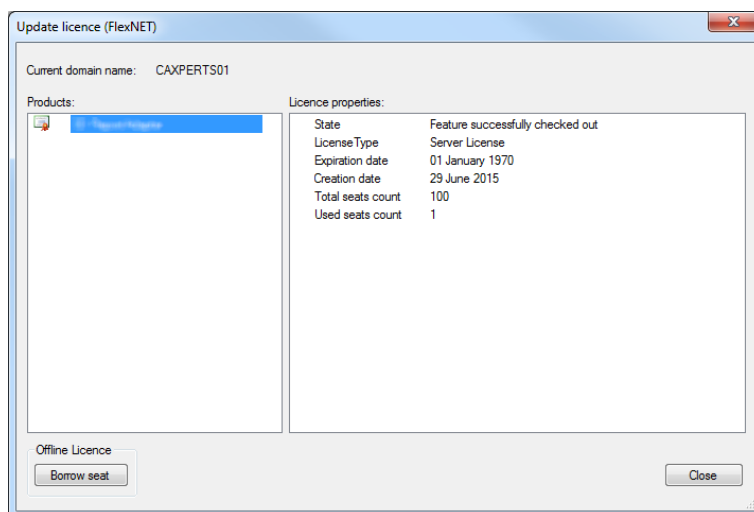 Update licence (FlexNET)
Current domain name: CAXPERTS01
Products:
Licence properties:
State Feature successfully checked out
LicenseType Server License
Expiration date 01 January 1970
Creation date 29 June 2015
Total seats count 100
Used seats count 1
Offline Licence
Borrow seat
Close